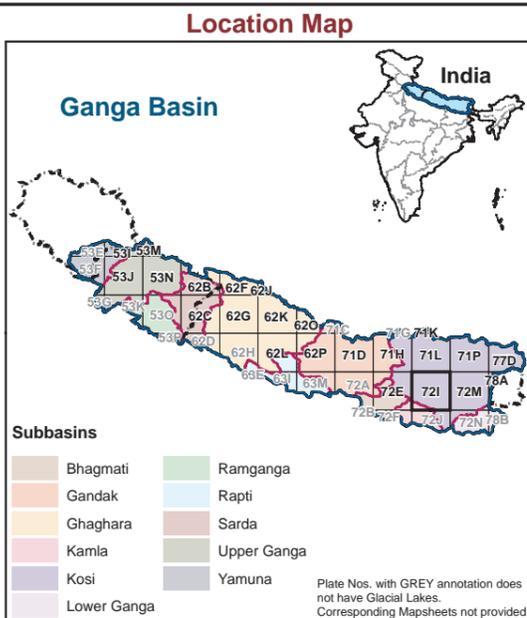 Location Map
India
Ganga Basin
53E 53I 53M
53F 53J 53N 62B 62F 62J
53G 53K 53O 62C 62G 62K 62O 71C 71G 71K
53P 62D 62H 62L 62P 71D 71H 71L 71P 77D
63E 63I 63M 72A 72E 72I 72M 78A
72B 72F 72J 72N 78B
Subbasins
Bhagmati
Gandak
Ghaghara
Kamla
Kosi
Lower Ganga
Ramganga
Rapti
Sarda
Upper Ganga
Yamuna
Plate Nos. with GREY annotation does
not have Glacial Lakes.
Corresponding Mapsheets not provided